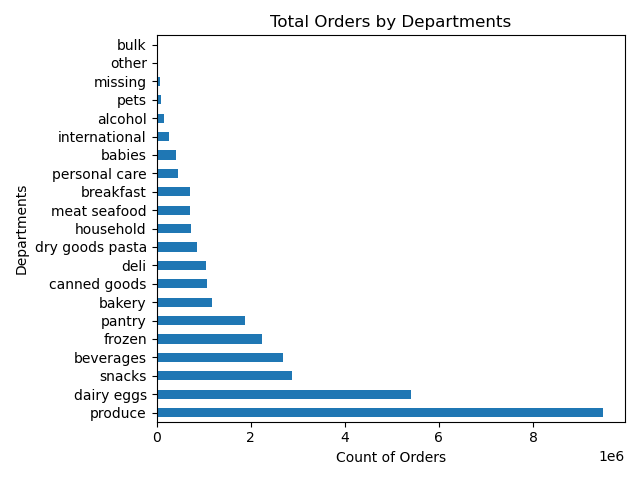 Total Orders by Departments
bulk
other
missing
pets
alcohol
international
babies
personal care
breakfast
meat seafood
household
dry goods pasta
deli
canned goods
bakery
pantry
frozen
beverages
snacks
dairy eggs
produce
Departments
0 2 4 6 8
1e6
Count of Orders